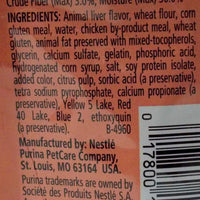 Crude Fiber (Max) 3.0%, Moisture (Max)
INGREDIENTS: Animal liver flavor, wheat flour, corn
gluten meal, water, chicken by-product meal, wheat
gluten, animal fat preserved with mixed-tocopherols,
glycerin, calcium sulfate, gelatin, phosphoric acid,
hydrogenated corn syrup, salt, soy protein isolate,
added color, citrus pulp, sorbic acid (a preservative),
tetrasodium pyrophosphate, calcium propionate (a
preservative), Yellow 5 Lake, Red
40 Lake, Blue 2, ethoxyquin
(a preservative). B-4960
Manufactured by: Nestlé
Purina PetCare Company,
St. Louis, MO 63164 USA.
Purina trademarks are owned by
Société des Produits Nestlé S.A.
17800